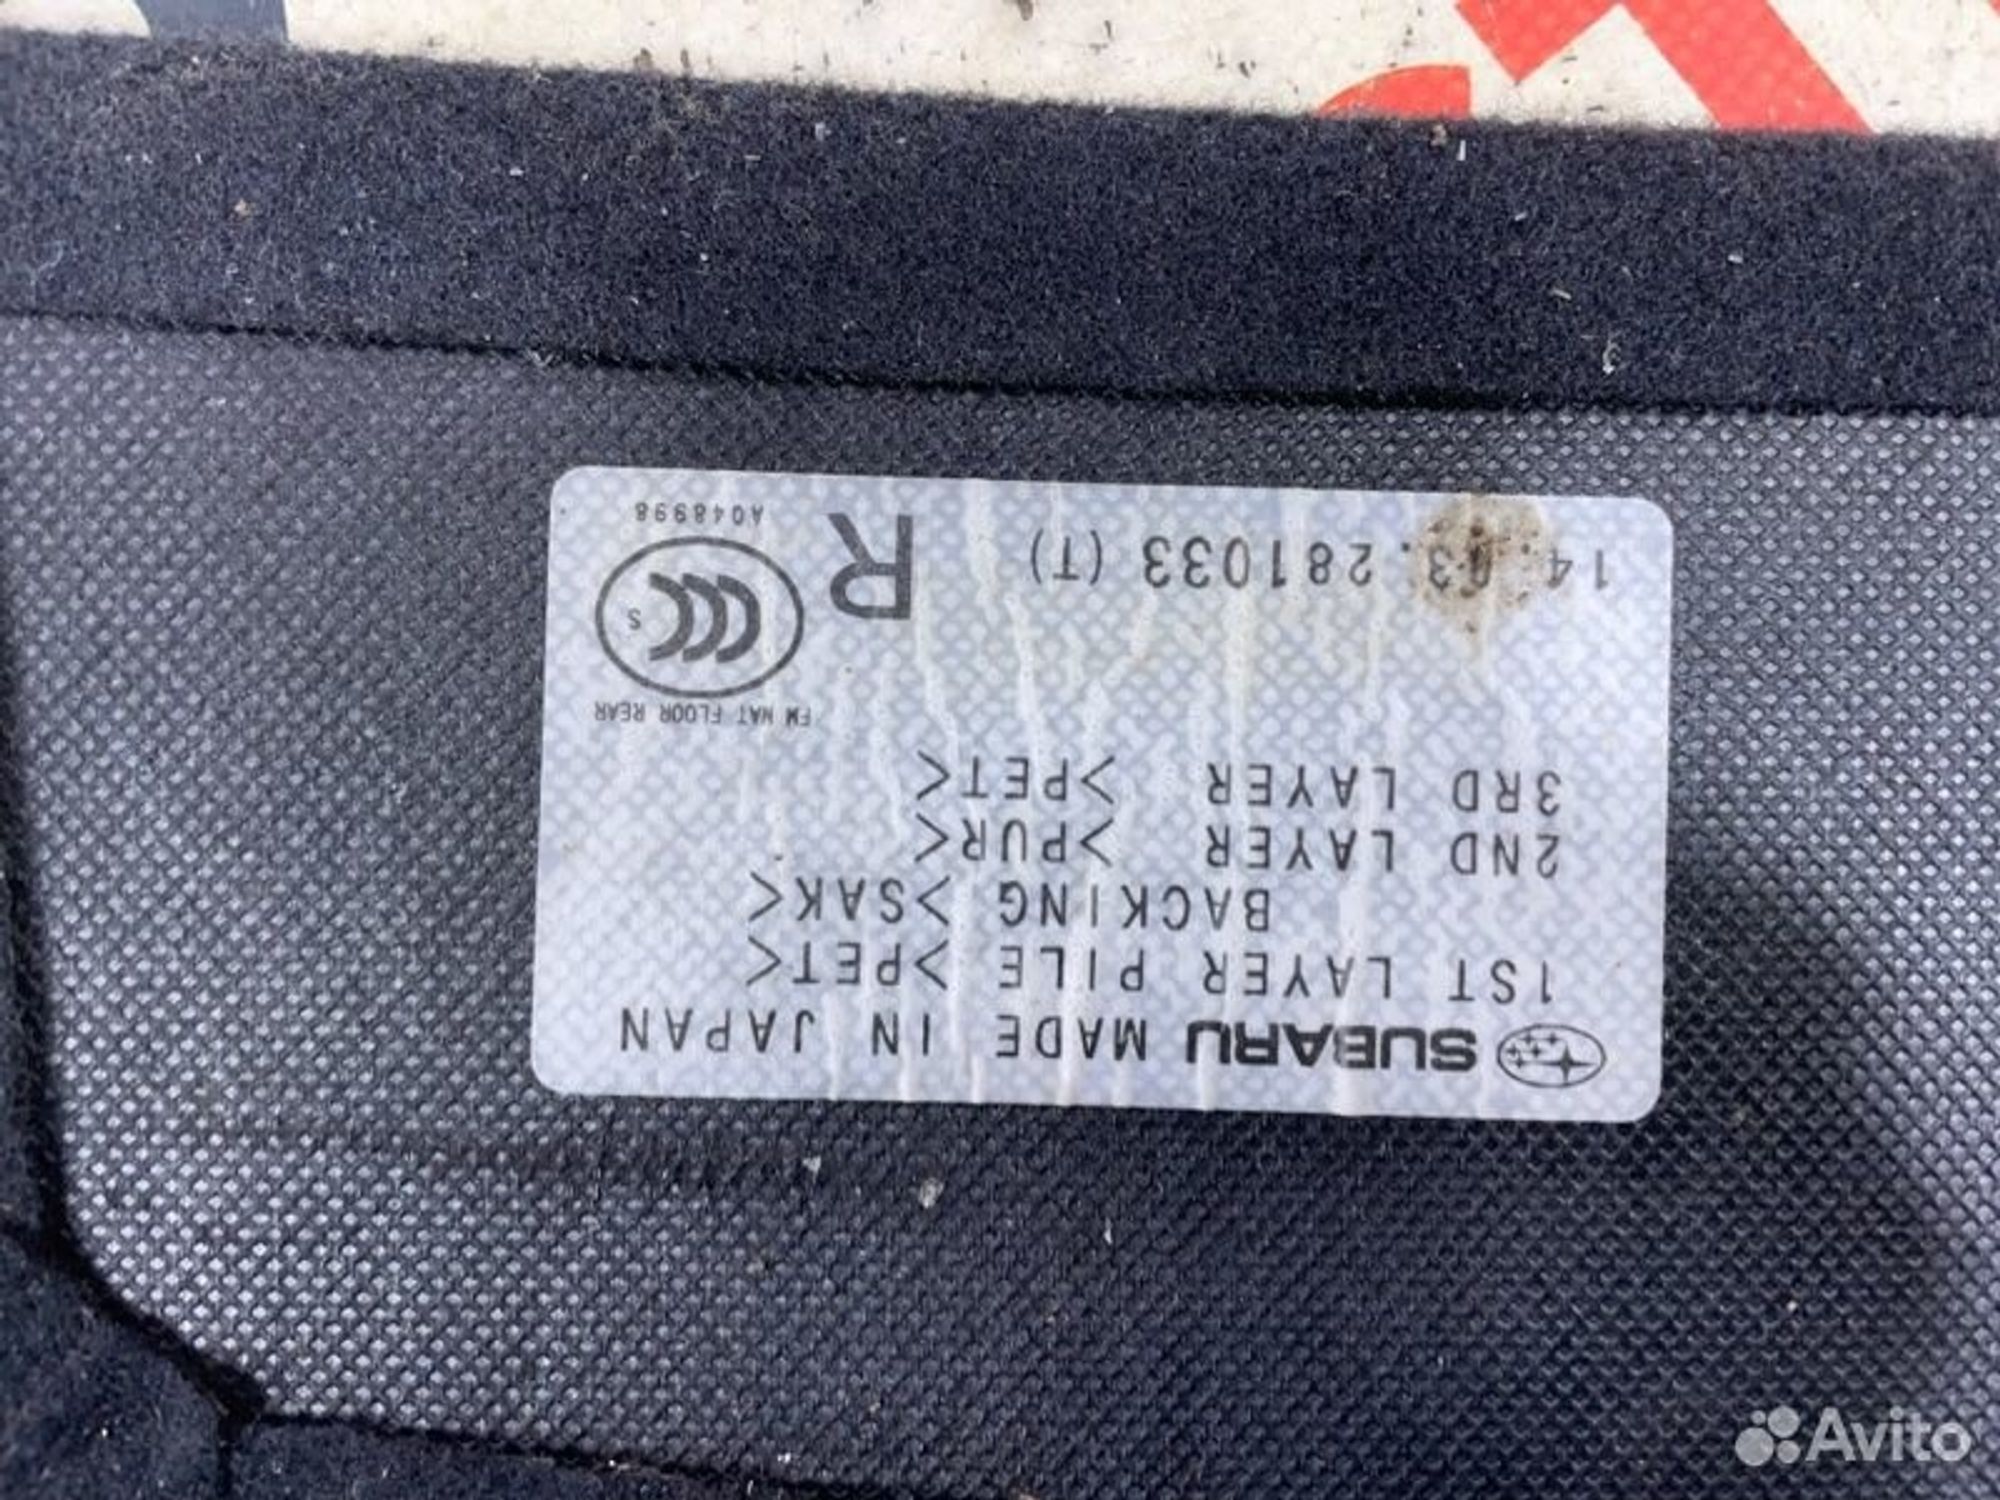 SUBARU MADE IN JAPAN
1ST LAYER PILE >PET<
BACKING >SAK<
2ND LAYER >PUR<
3RD LAYER >PET<
FM MAT FLOOR REAR
S
14.03.281033 (T)
R
A048998
Avito